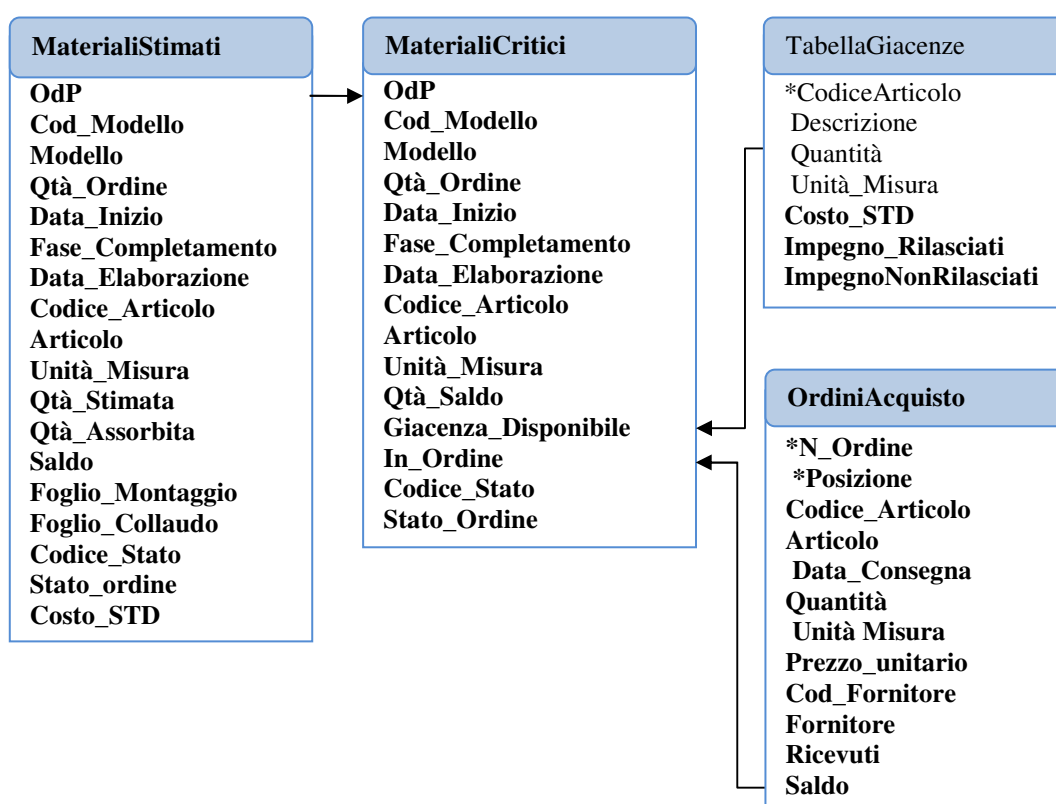 MaterialiStimati
OdP
Cod_Modello
Modello
Qtà_Ordine
Data_Inizio
Fase_Completamento
Data_Elaborazione
Codice_Articolo
Articolo
Unità_Misura
Qtà_Stimata
Qtà_Assorbita
Saldo
Foglio_Montaggio
Foglio_Collaudo
Codice_Stato
Stato_ordine
Costo_STD
MaterialiCritici
OdP
Cod_Modello
Modello
Qtà_Ordine
Data_Inizio
Fase_Completamento
Data_Elaborazione
Codice_Articolo
Articolo
Unità_Misura
Qtà_Saldo
Giacenza_Disponibile
In_Ordine
Codice_Stato
Stato_Ordine
TabellaGiacenze
*CodiceArticolo
Descrizione
Quantità
Unità_Misura
Costo_STD
Impegno_Rilasciati
ImpegnoNonRilasciati
OrdiniAcquisto
*N_Ordine
*Posizione
Codice_Articolo
Articolo
Data_Consegna
Quantità
Unità Misura
Prezzo_unitario
Cod_Fornitore
Fornitore
Ricevuti
Saldo